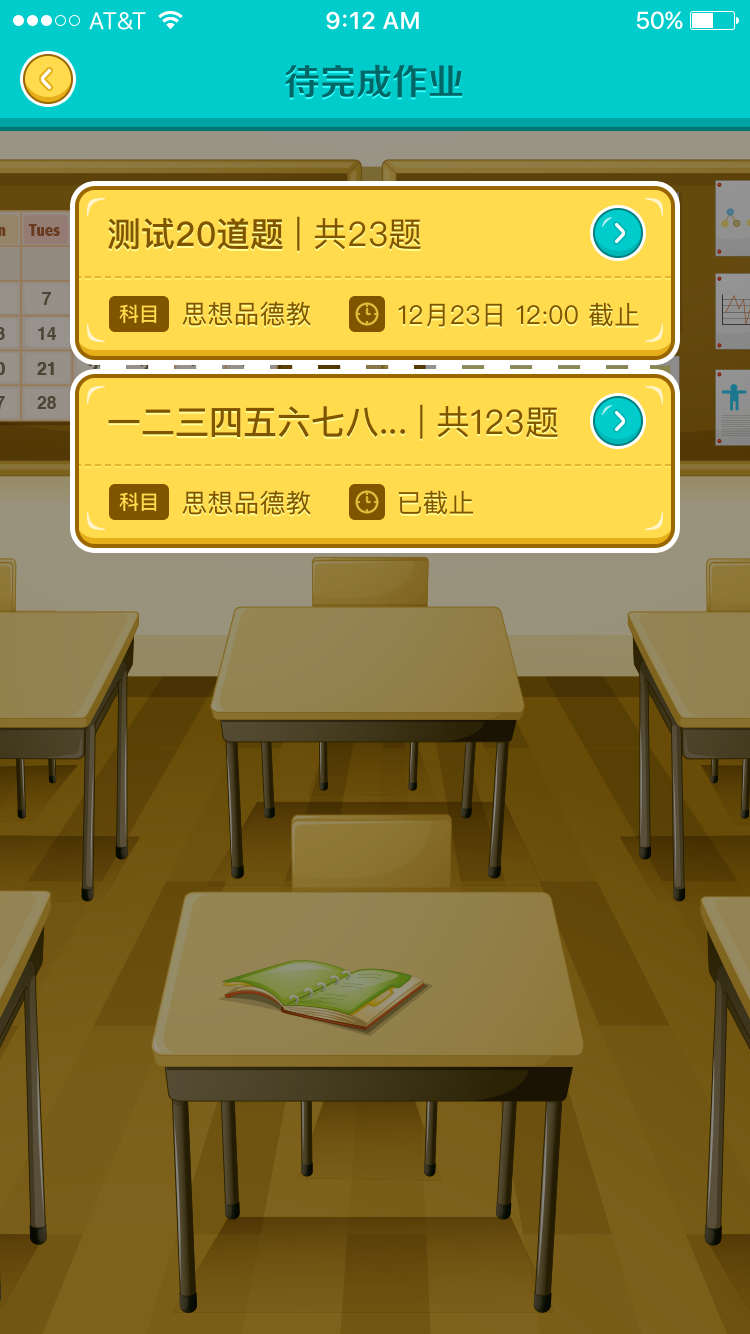 AT&T 9:12 AM 50%
待完成作业
测试20道题 | 共23题
科目 思想品德教 12月23日 12:00 截止
一二三四五六七八... | 共123题
科目 思想品德教 已截止
n Tues
7
14
21
7 28